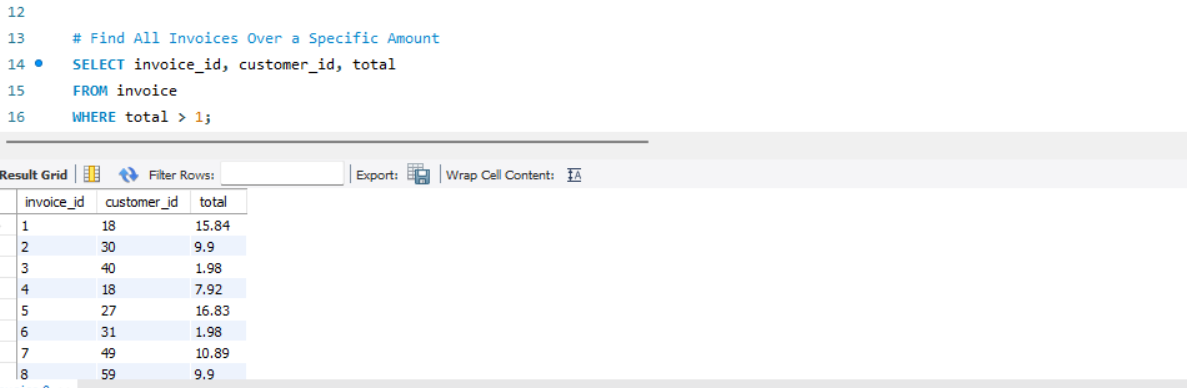 12
13 # Find All Invoices Over a Specific Amount
14 SELECT invoice_id, customer_id, total
15 FROM invoice
16 WHERE total > 1;
Result Grid Filter Rows: Export: Wrap Cell Content: IA
invoice_id customer_id total
1 18 15.84
2 30 9.9
3 40 1.98
4 18 7.92
5 27 16.83
6 31 1.98
7 49 10.89
8 59 9.9